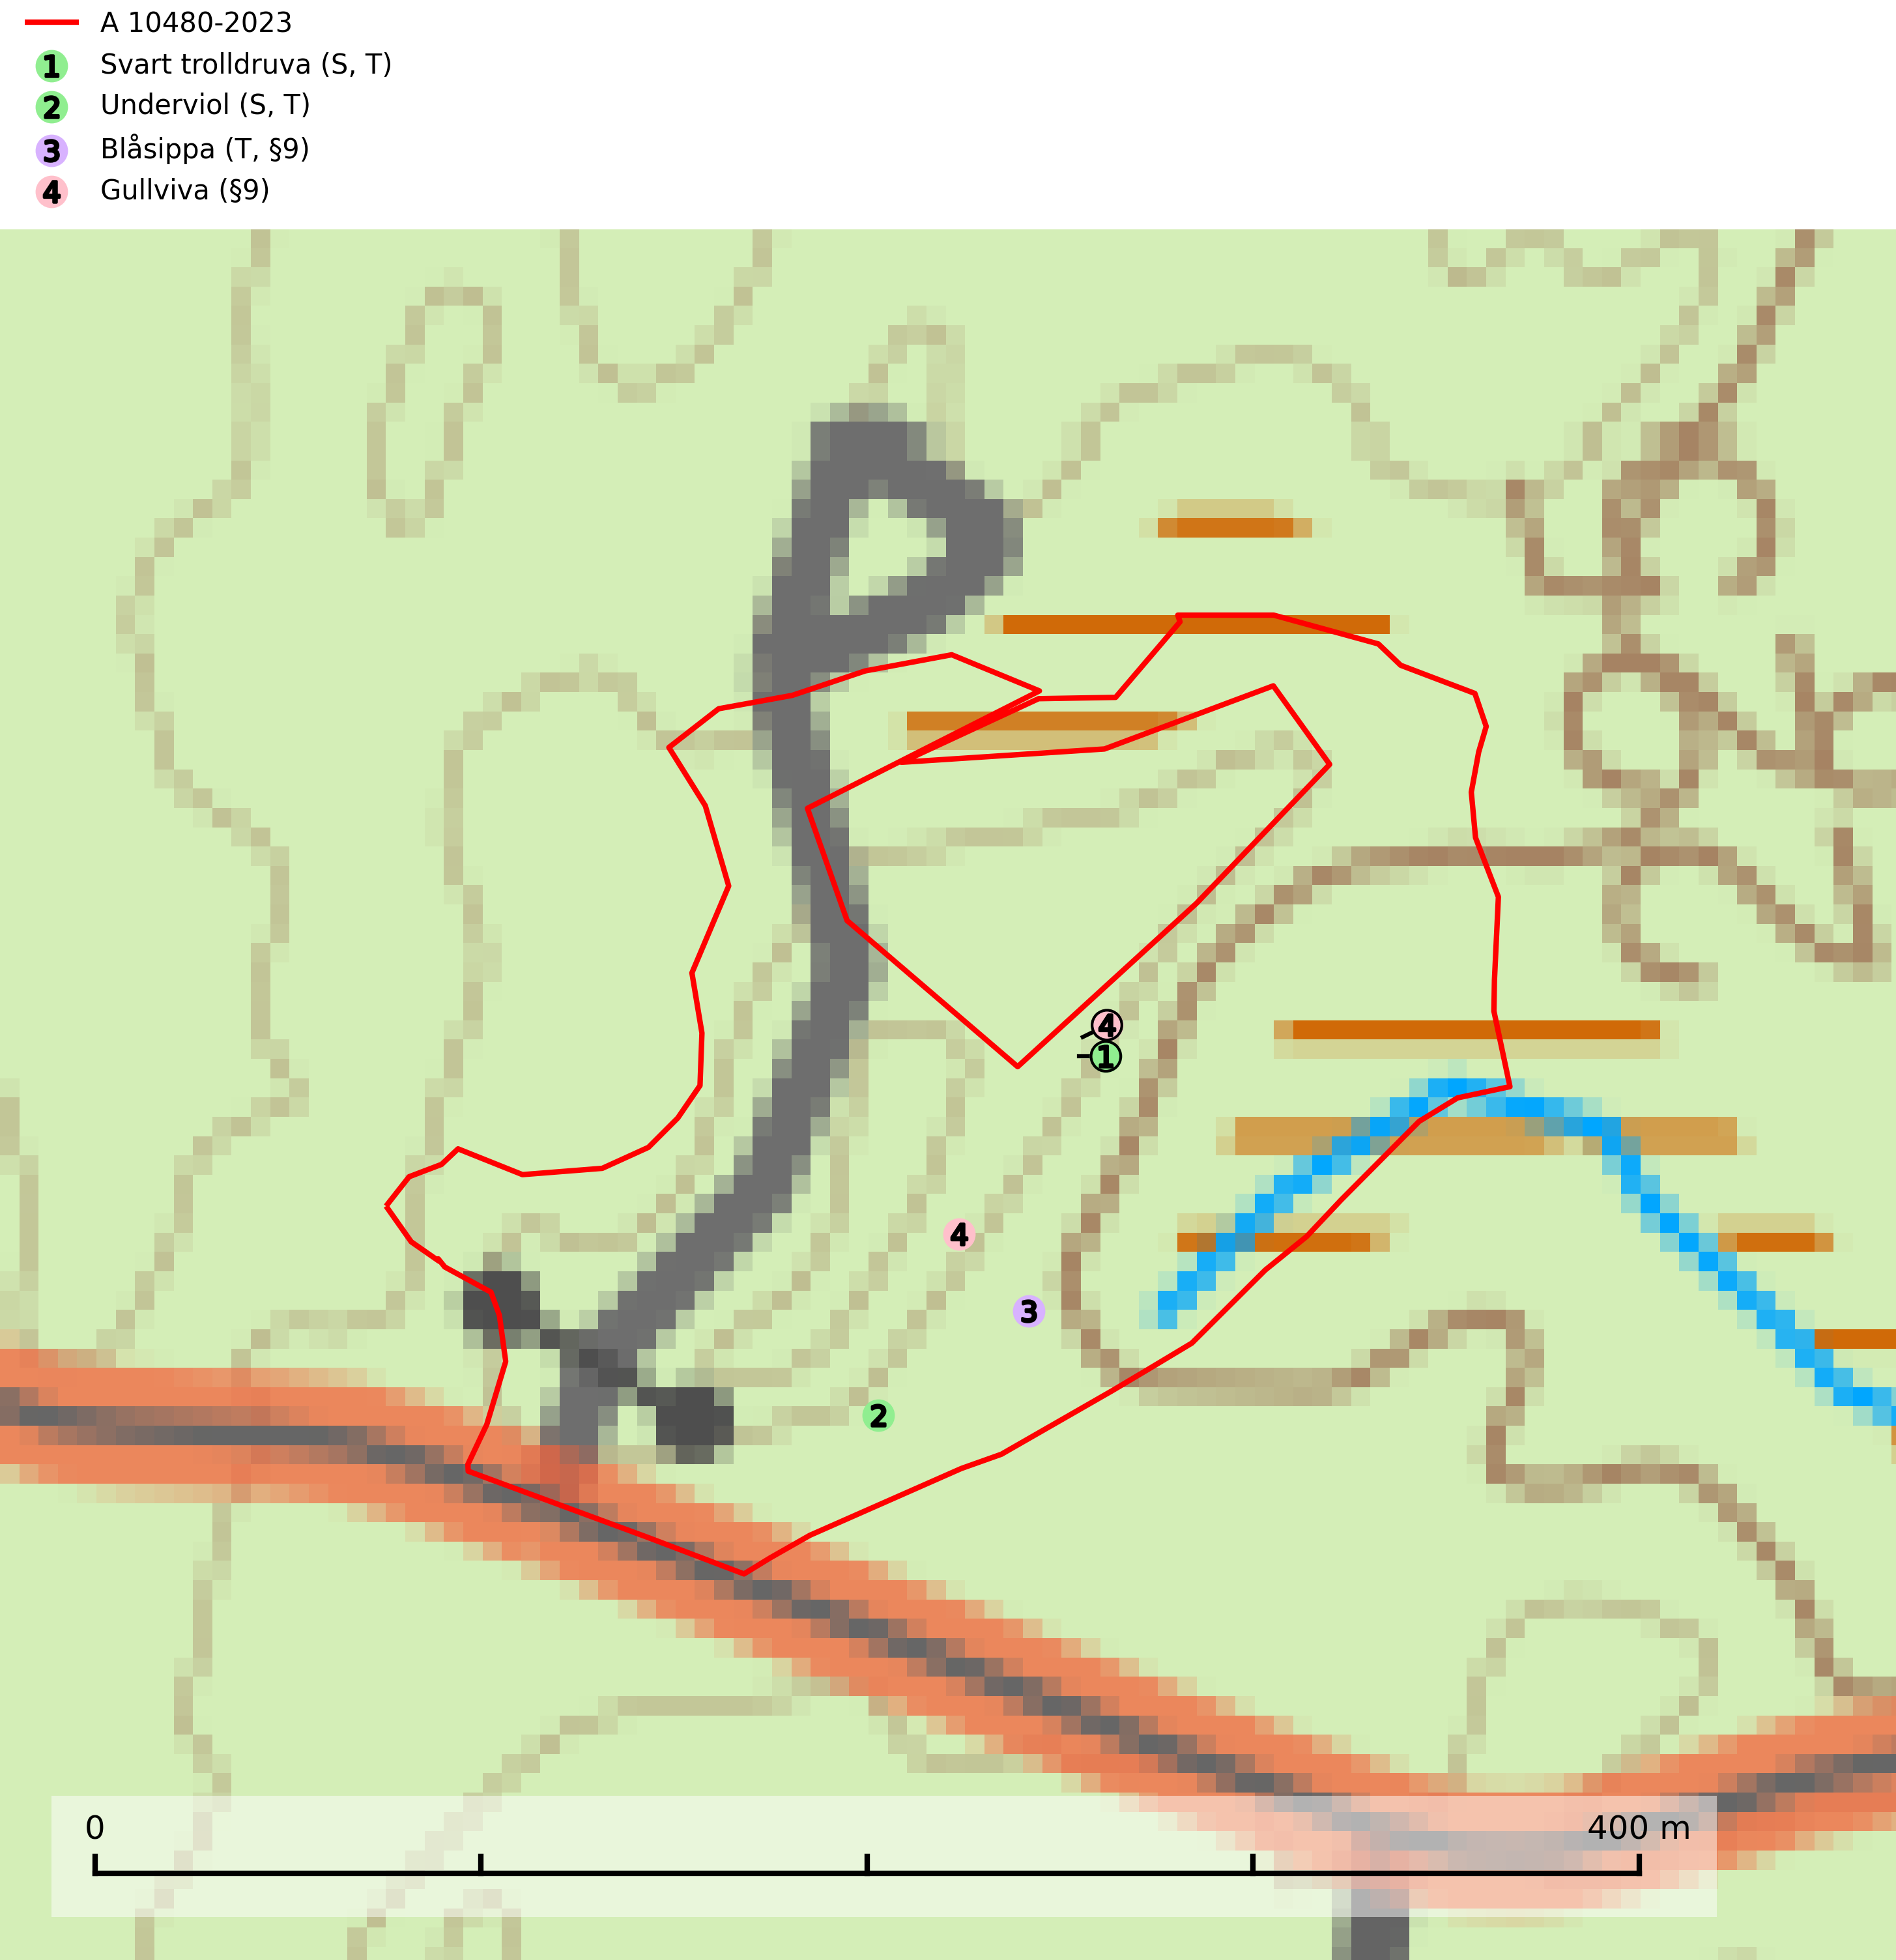 A 10480-2023
1 Svart trolldruva (S, T)
2 Underviol (S, T)
3 Blåsippa (T, §9)
4 Gullviva (§9)
4
1
4
3
2
0 400 m